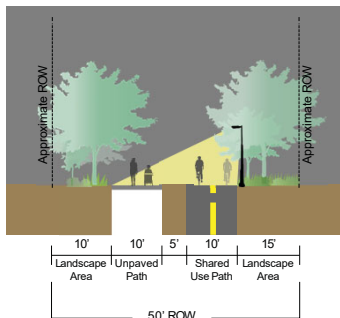 Approximate ROW
Approximate ROW
10' 10' 5' 10' 15'
Landscape Unpaved Shared Landscape
Area Path Use Path Area
50' ROW